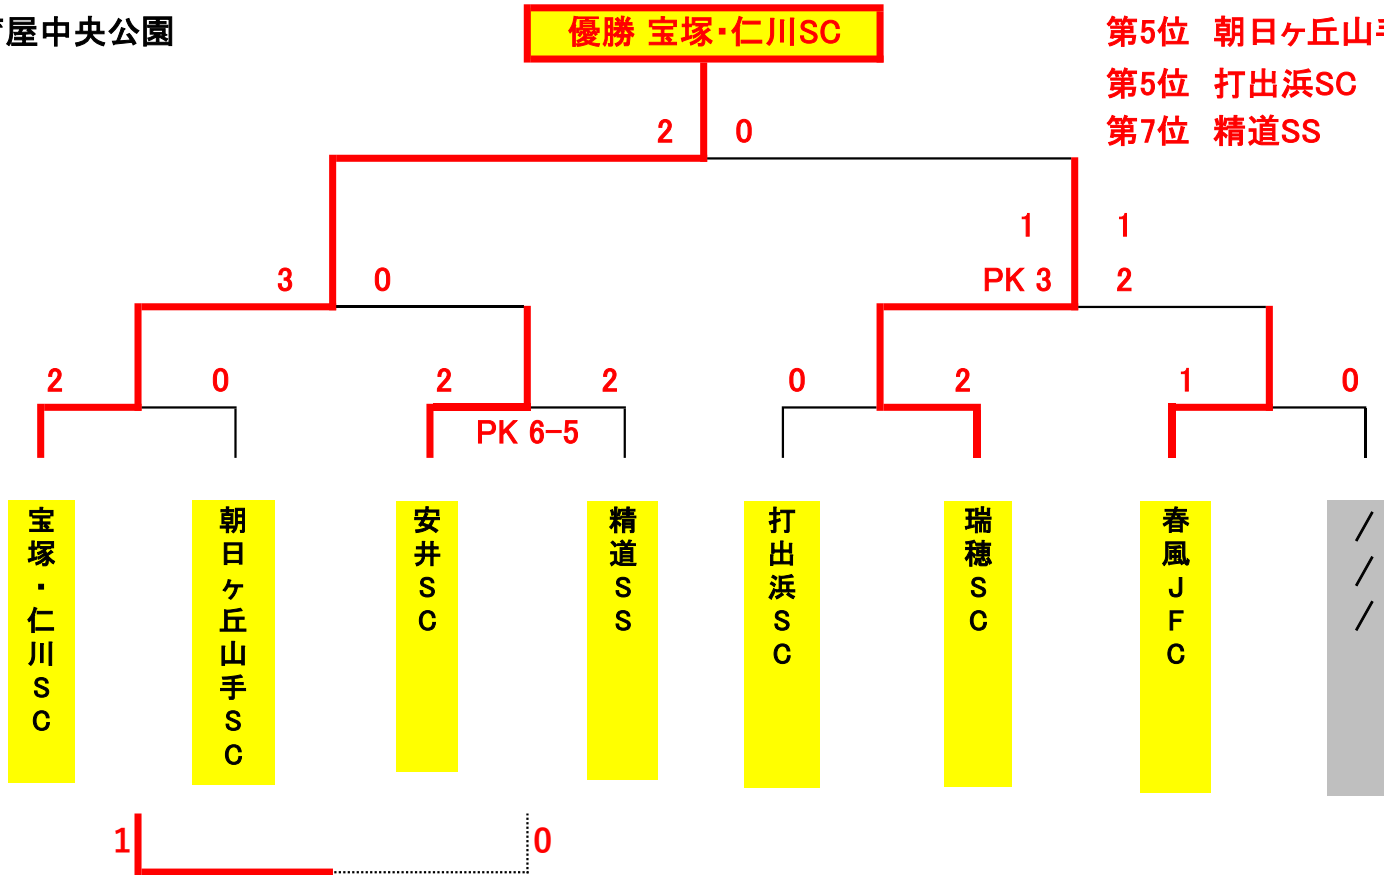 屋中央公園
優勝 宝塚・仁川SC
第5位 朝日ヶ丘山手
第5位 打出浜SC
第7位 精道SS
2 0
1 1
3 0
PK 3 2
2 0 2 2 0 2 1 0
PK 6-5
宝塚・仁川SC
朝日ヶ丘山手SC
安井SC
精道SS
打出浜SC
瑞穂SC
春風JFC
///
1 0